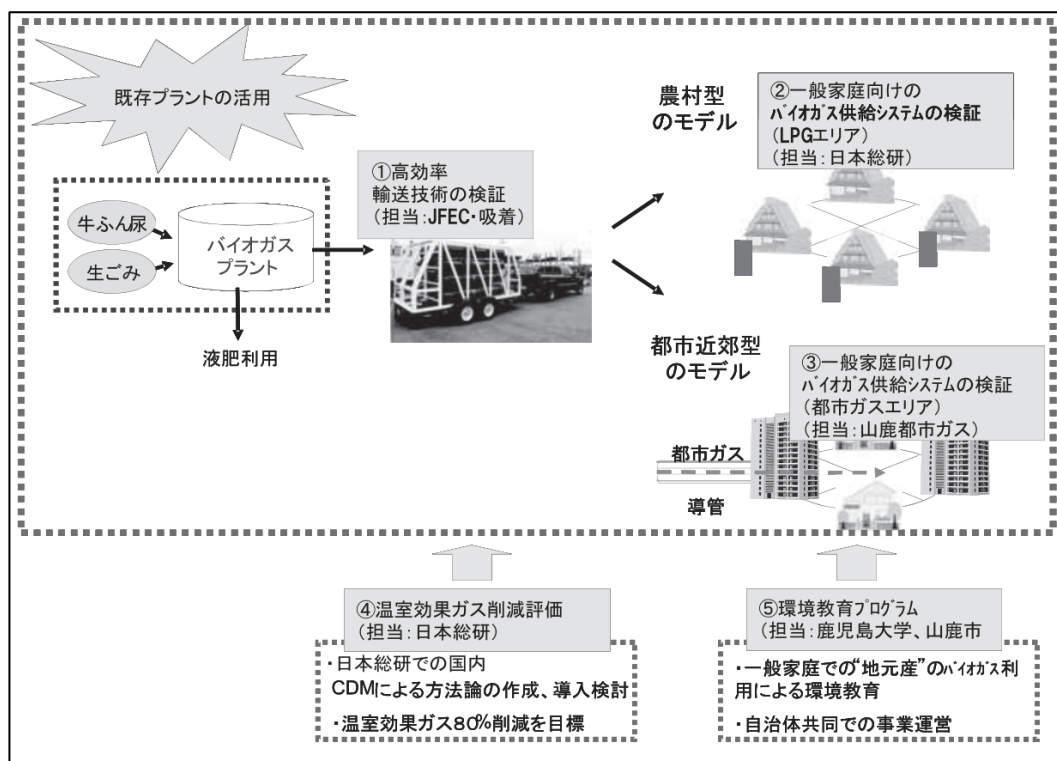 既存プラントの活用
牛ふん尿
生ごみ
バイオガス
プラント
液肥利用
①高効率
輸送技術の検証
(担当:JFEC・吸着)
農村型
のモデル
②一般家庭向けの
ﾊﾞｲｵｶﾞｽ供給システムの検証
(LPGエリア)
(担当:日本総研)
都市近郊型
のモデル
③一般家庭向けの
ﾊﾞｲｵｶﾞｽ供給システムの検証
(都市ガスエリア)
(担当:山鹿都市ガス)
都市ガス
導管
④温室効果ガス削減評価
(担当:日本総研)
・日本総研での国内
CDMによる方法論の作成、導入検討
・温室効果ガス80%削減を目標
⑤環境教育プログラム
(担当:鹿児島大学、山鹿市
・一般家庭での“地元産”のﾊﾞｲｵｶﾞｽ利
用による環境教育
・自治体共同での事業運営